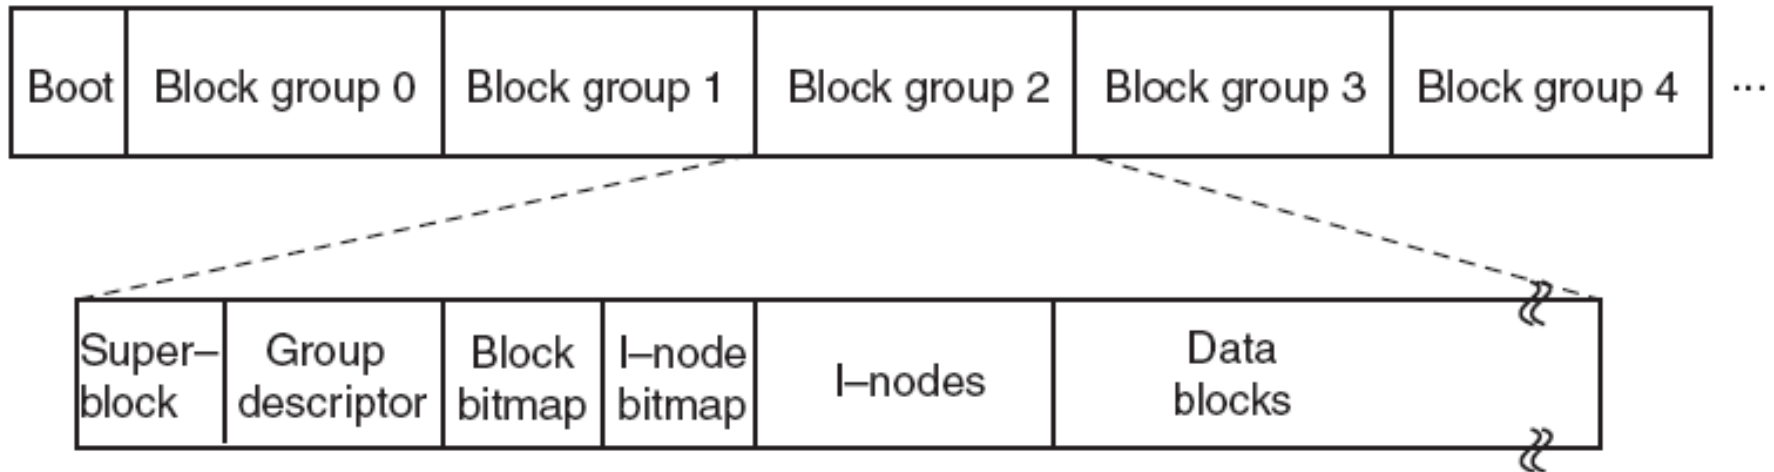 Boot Block group 0 Block group 1 Block group 2 Block group 3 Block group 4 ...
Super– Group Block I–node I–nodes Data
block descriptor bitmap bitmap blocks